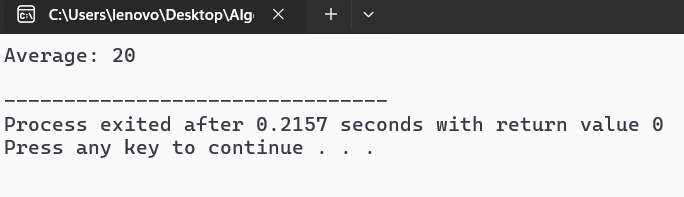 C:\Users\lenovo\Desktop\Alg
Average: 20
--------------------------------
Process exited after 0.2157 seconds with return value 0
Press any key to continue . . .